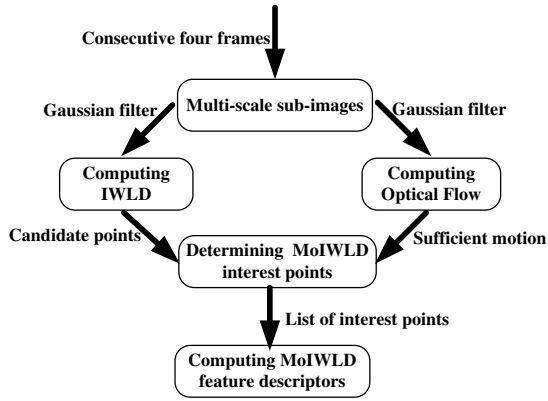 Consecutive four frames
Multi-scale sub-images
Gaussian filter
Gaussian filter
Computing
IWLD
Computing
Optical Flow
Candidate points
Sufficient motion
Determining MoIWLD
interest points
List of interest points
Computing MoIWLD
feature descriptors